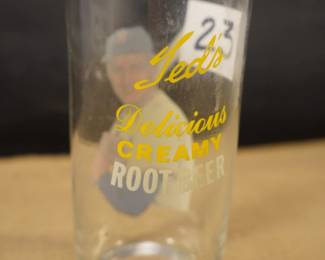 23
Ted's
Delicious
CREAMY
ROOT BEER